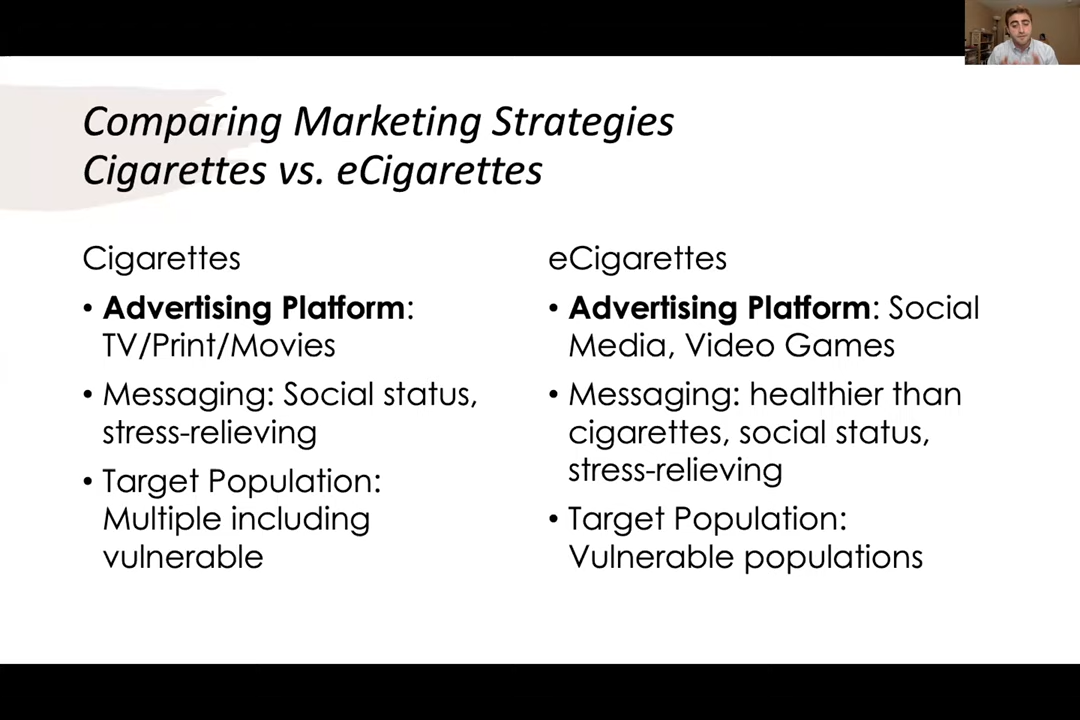 Comparing Marketing Strategies
Cigarettes vs. eCigarettes
Cigarettes
• Advertising Platform:
TV/Print/Movies
• Messaging: Social status,
stress-relieving
• Target Population:
Multiple including
vulnerable
eCigarettes
• Advertising Platform: Social
Media, Video Games
• Messaging: healthier than
cigarettes, social status,
stress-relieving
• Target Population:
Vulnerable populations